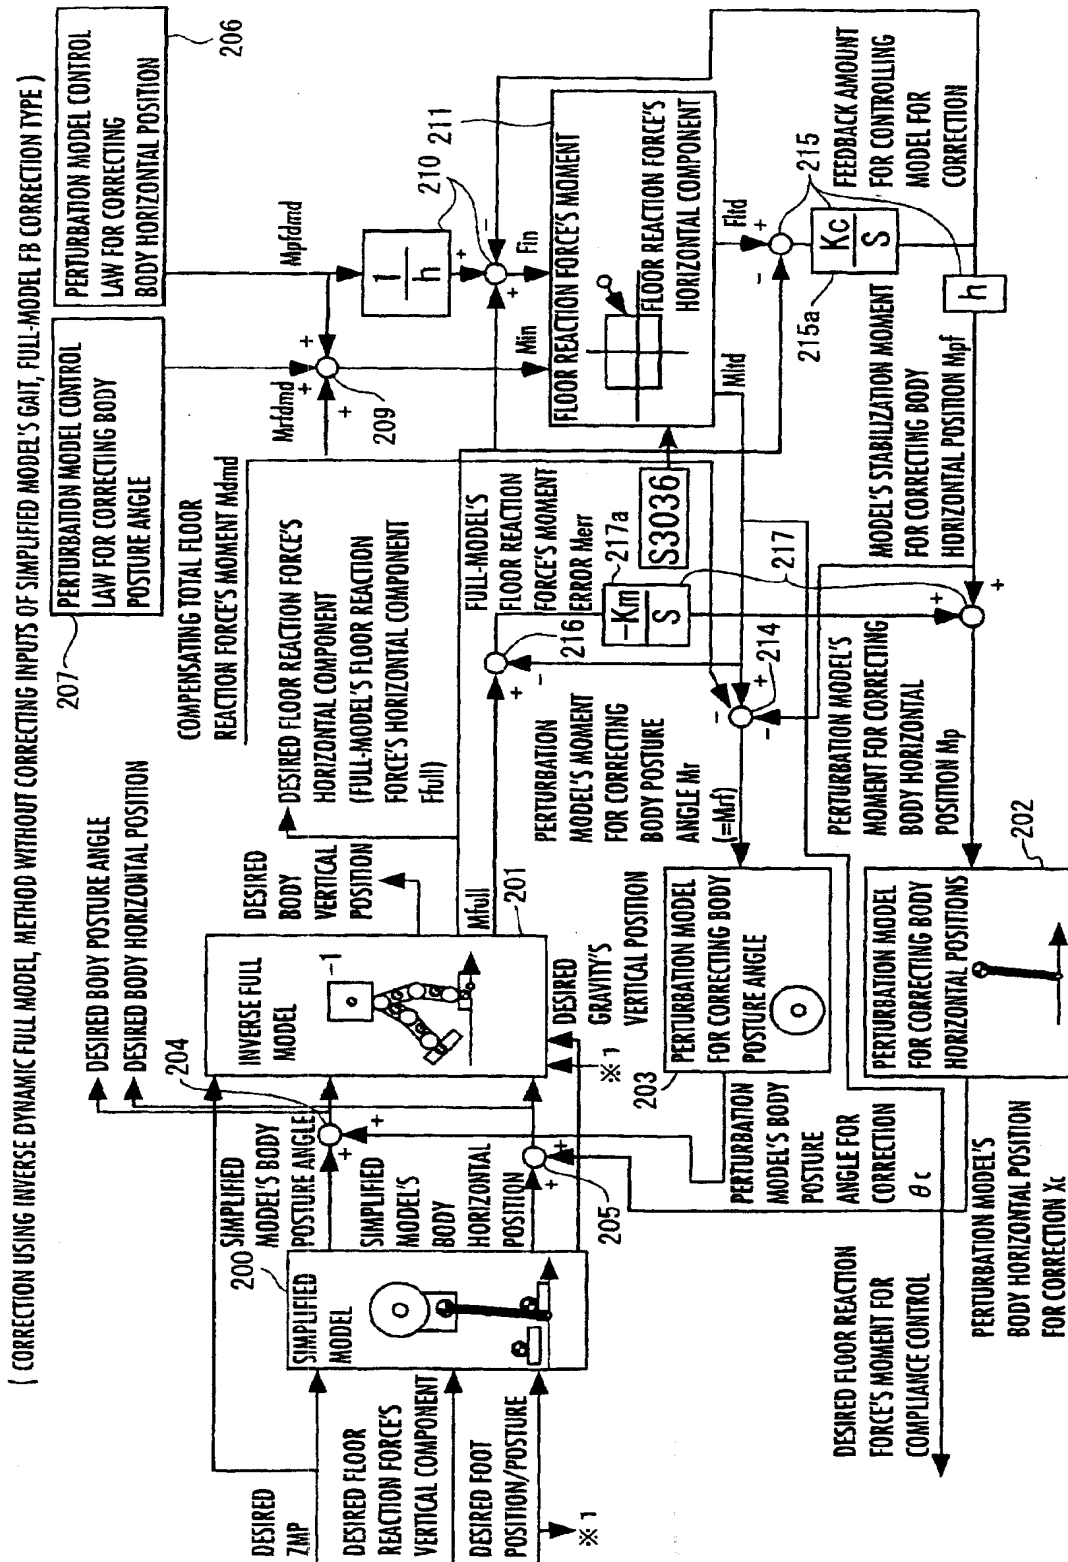 ( CORRECTION USING INVERSE DYNAMIC FULL MODEL, METHOD WITHOUT CORRECTING INPUTS OF SIMPLIFIED MODEL'S GAIT, FULL-MODEL FB CORRECTION TYPE )
PERTURBATION MODEL CONTROL
LAW FOR CORRECTING
BODY HORIZONTAL POSITION
206
PERTURBATION MODEL CONTROL
LAW FOR CORRECTING BODY
POSTURE ANGLE
207
Mpfdmd
Mrfdmd
+
+
+
209
1
h
210
+
+
-
Fin
Min
COMPENSATING TOTAL FLOOR
REACTION FORCE'S MOMENT Mdmd
FLOOR REACTION FORCE'S MOMENT
FLOOR REACTION FORCE'S
HORIZONTAL COMPONENT
211
S3036
Fltd
Mltd
+
-
215
Kc
S
215a
FEEDBACK AMOUNT
FOR CONTROLLING
MODEL FOR
CORRECTION
h
MODEL'S STABILIZATION MOMENT
FOR CORRECTING BODY
HORIZONTAL POSITION Mpf
DESIRED BODY POSTURE ANGLE
DESIRED BODY HORIZONTAL POSITION
DESIRED FLOOR REACTION FORCE'S
HORIZONTAL COMPONENT
(FULL-MODEL'S FLOOR REACTION
FORCE'S HORIZONTAL COMPONENT
Ffull)
DESIRED
BODY
VERTICAL
POSITION
Mfull
201
INVERSE FULL
MODEL
-1
204
FULL-MODEL'S
FLOOR REACTION
FORCE'S MOMENT
ERROR Merr
217a
-Km
S
217
216
+
-
PERTURBATION
MODEL'S MOMENT
FOR CORRECTING
BODY POSTURE
ANGLE Mr
(=Mrf)
214
+
-
-
PERTURBATION MODEL'S
MOMENT FOR CORRECTING
BODY HORIZONTAL
POSITION Mp
+
+
DESIRED
GRAVITY'S
VERTICAL POSITION
※1
PERTURBATION MODEL
FOR CORRECTING BODY
POSTURE ANGLE
203
PERTURBATION MODEL
FOR CORRECTING BODY
HORIZONTAL POSITIONS
202
SIMPLIFIED
MODEL'S BODY
POSTURE ANGLE
SIMPLIFIED
MODEL'S
BODY
HORIZONTAL
POSITION
+
+
+
+
205
200
SIMPLIFIED
MODEL
PERTURBATION
MODEL'S BODY
POSTURE
ANGLE FOR
CORRECTION
θc
PERTURBATION MODEL'S
BODY HORIZONTAL POSITION
FOR CORRECTION Xc
DESIRED
ZMP
DESIRED FLOOR
REACTION FORCE'S
VERTICAL COMPONENT
DESIRED FOOT
POSITION/POSTURE
※1
DESIRED FLOOR REACTION
FORCE'S MOMENT FOR
COMPLIANCE CONTROL